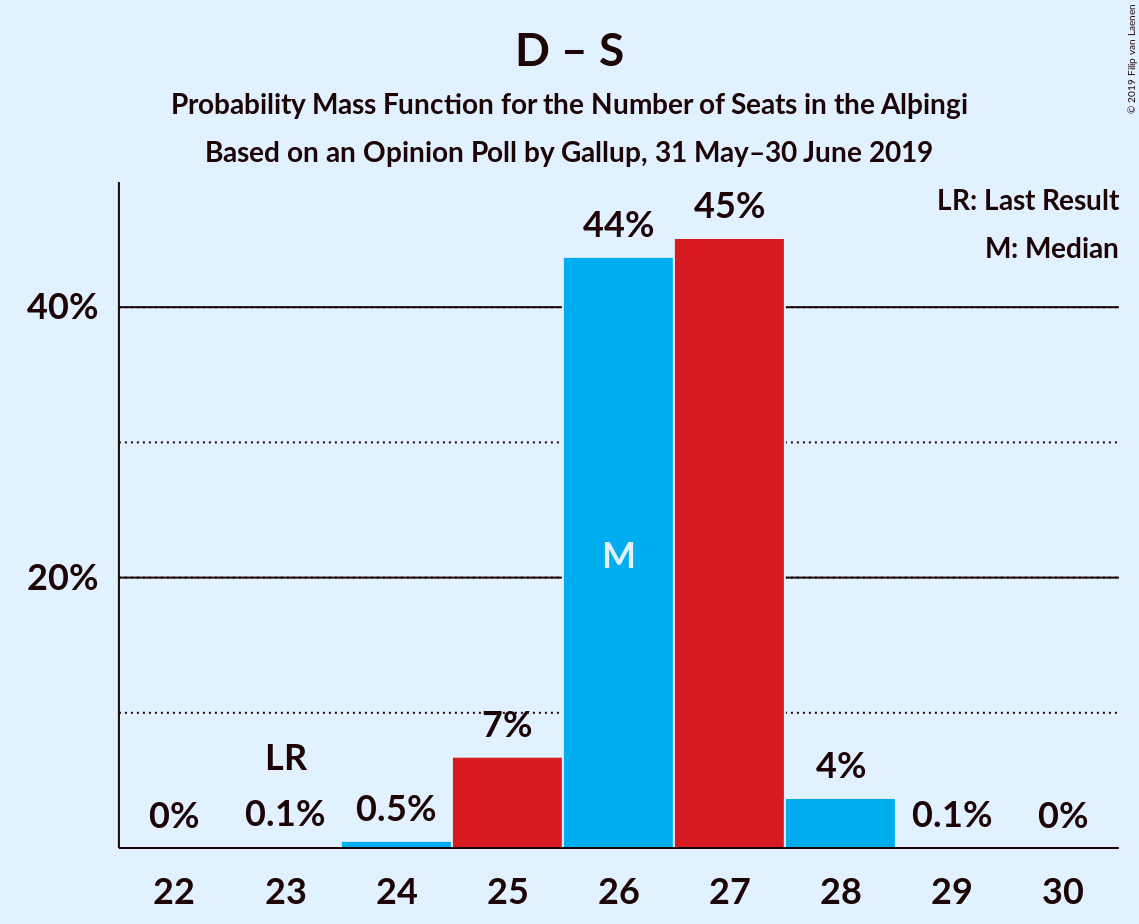 D – S
Probability Mass Function for the Number of Seats in the Alþingi
Based on an Opinion Poll by Gallup, 31 May–30 June 2019
© 2019 Filip van Laenen
LR: Last Result
M: Median
40%
20%
0%
LR
0.1%
0.5%
7%
44%
M
45%
4%
0.1%
0%
22 23 24 25 26 27 28 29 30